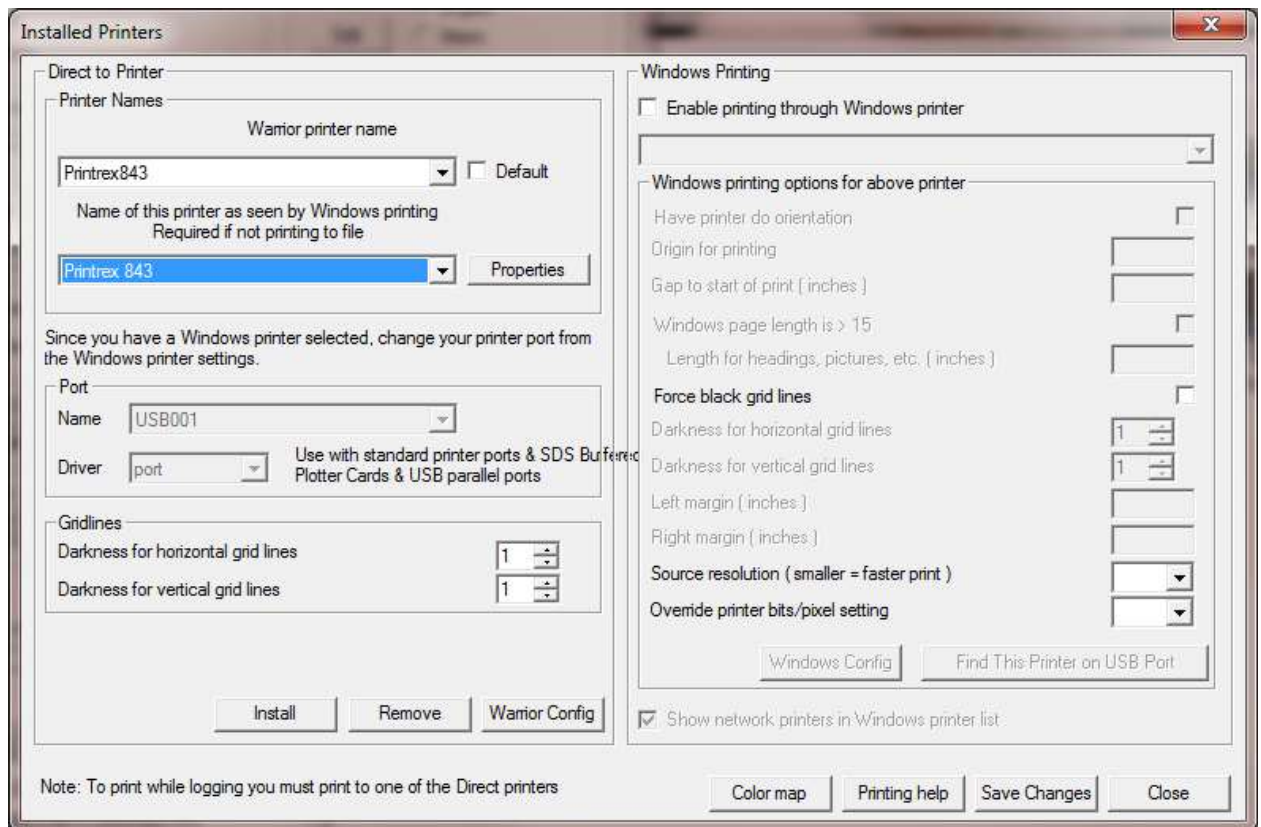 Installed Printers
Direct to Printer
Printer Names
Warrior printer name
Printrex843
Default
Name of this printer as seen by Windows printing
Required if not printing to file
Printrex 843
Properties
Since you have a Windows printer selected, change your printer port from
the Windows printer settings.
Port
Name USB001
Driver port
Use with standard printer ports & SDS Buffered
Plotter Cards & USB parallel ports
Gridlines
Darkness for horizontal grid lines 1
Darkness for vertical grid lines 1
Install Remove Warrior Config
Windows Printing
Enable printing through Windows printer
Windows printing options for above printer
Have printer do orientation
Origin for printing
Gap to start of print ( inches )
Windows page length is > 15
Length for headings, pictures, etc. ( inches )
Force black grid lines
Darkness for horizontal grid lines 1
Darkness for vertical grid lines 1
Left margin ( inches )
Right margin ( inches )
Source resolution ( smaller = faster print )
Override printer bits/pixel setting
Windows Config Find This Printer on USB Port
Show network printers in Windows printer list
Note: To print while logging you must print to one of the Direct printers
Color map Printing help Save Changes Close